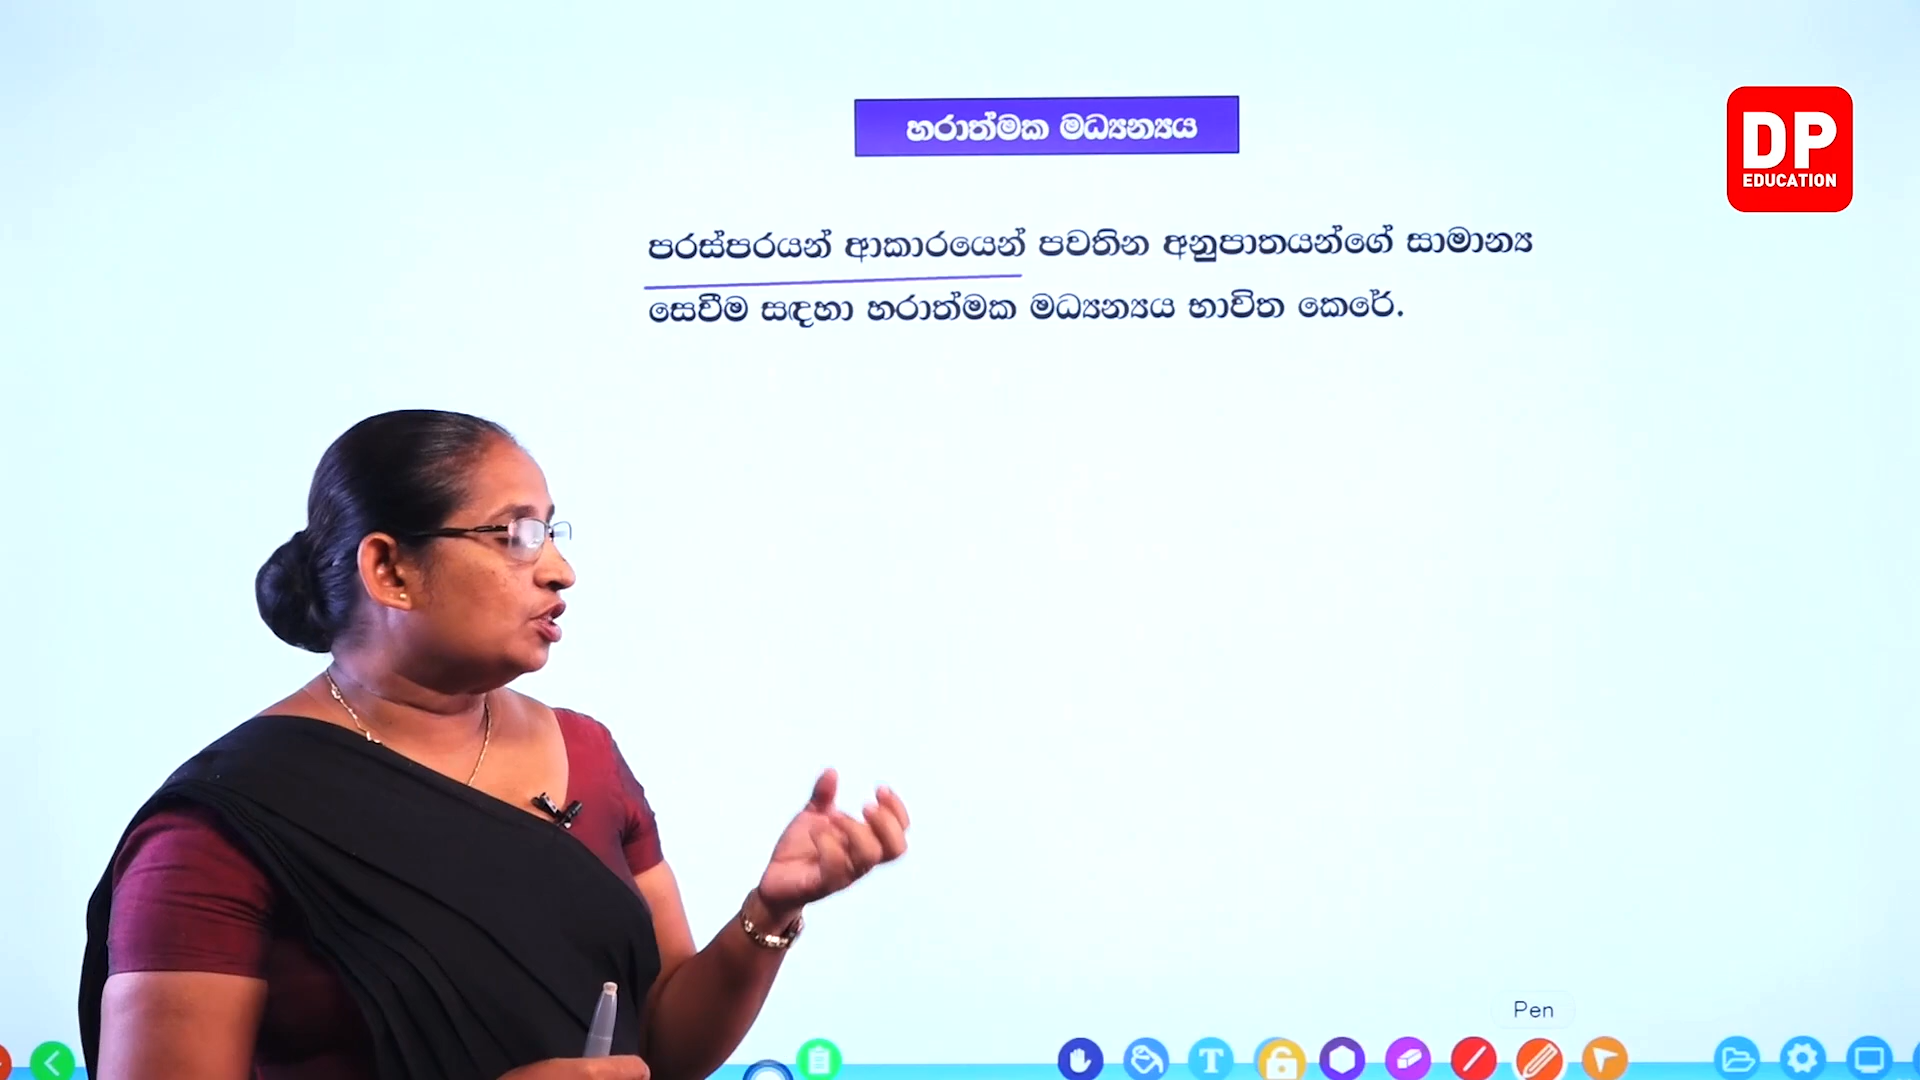 හරාත්මක මධ්‍යන්‍යය
DP
EDUCATION
පරස්පරයන් ආකාරයෙන් පවතින අනුපාතයන්ගේ සාමාන්‍ය
සෙවීම සඳහා හරාත්මක මධ්‍යන්‍යය භාවිත කෙරේ.
Pen
T